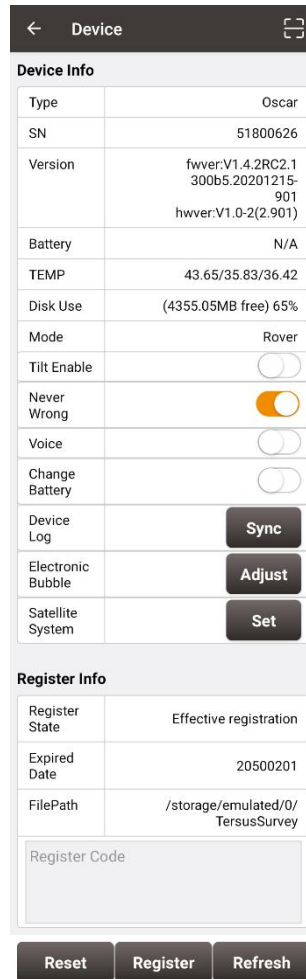 Device
Device Info
Type Oscar
SN 51800626
Version fwver:V1.4.2RC2.1
300b5.20201215-
901
hwver:V1.0-2(2.901)
Battery N/A
TEMP 43.65/35.83/36.42
Disk Use (4355.05MB free) 65%
Mode Rover
Tilt Enable
Never
Wrong
Voice
Change
Battery
Device
Log
Sync
Electronic
Bubble
Adjust
Satellite
System
Set
Register Info
Register
State
Effective registration
Expired
Date
20500201
FilePath /storage/emulated/0/
TersusSurvey
Register Code
Reset Register Refresh